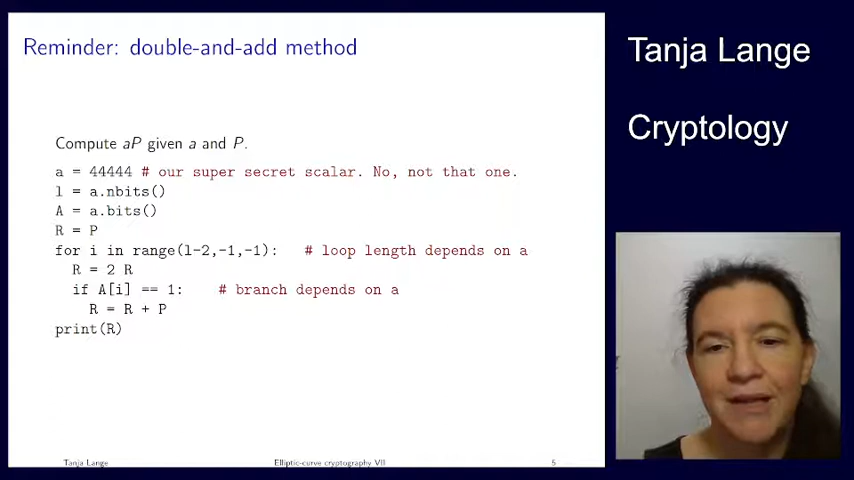 Reminder: double-and-add method
Compute aP given a and P.
a = 44444 # our super secret scalar. No, not that one.
l = a.nbits()
A = a.bits()
R = P
for i in range(l-2,-1,-1): # loop length depends on a
R = 2 R
if A[i] == 1: # branch depends on a
R = R + P
print(R)
Tanja Lange Elliptic-curve cryptography VII 5
Tanja Lange
Cryptology